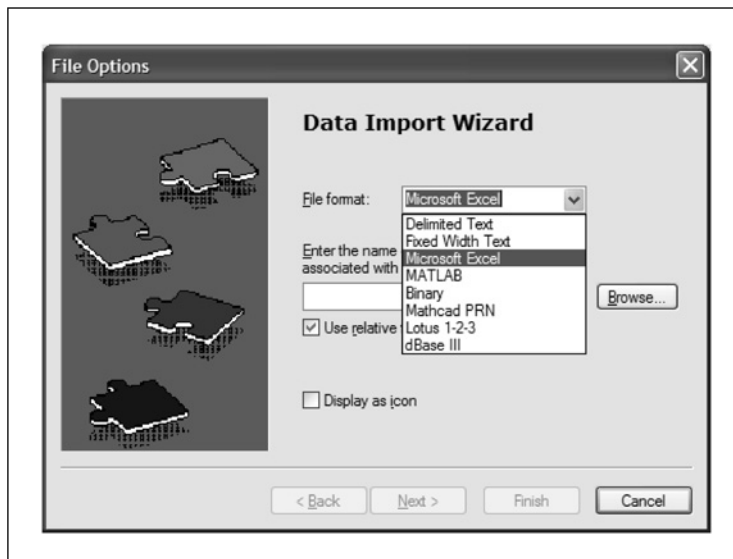 File Options
Data Import Wizard
File format: Microsoft Excel
Delimited Text
Fixed Width Text
Microsoft Excel
MATLAB
Binary
Mathcad PRN
Lotus 1-2-3
dBase III
Enter the name
associated with
Browse...
Use relative
Display as icon
< Back
Next >
Finish
Cancel